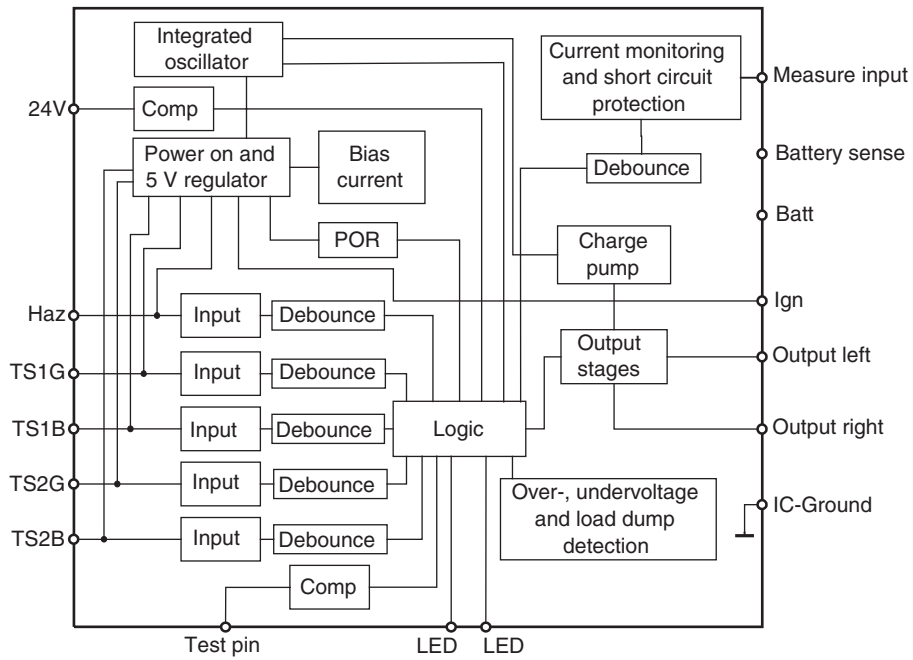 Integrated
oscillator
Current monitoring
and short circuit
protection
Measure input
24V
Comp
Power on and
5 V regulator
Bias
current
Debounce
Battery sense
Batt
POR
Charge
pump
Ign
Haz
Input
Debounce
Output
stages
Output left
TS1G
Input
Debounce
TS1B
Input
Debounce
Logic
Output right
TS2G
Input
Debounce
Over-, undervoltage
and load dump
detection
IC-Ground
TS2B
Input
Debounce
Comp
Test pin
LED
LED